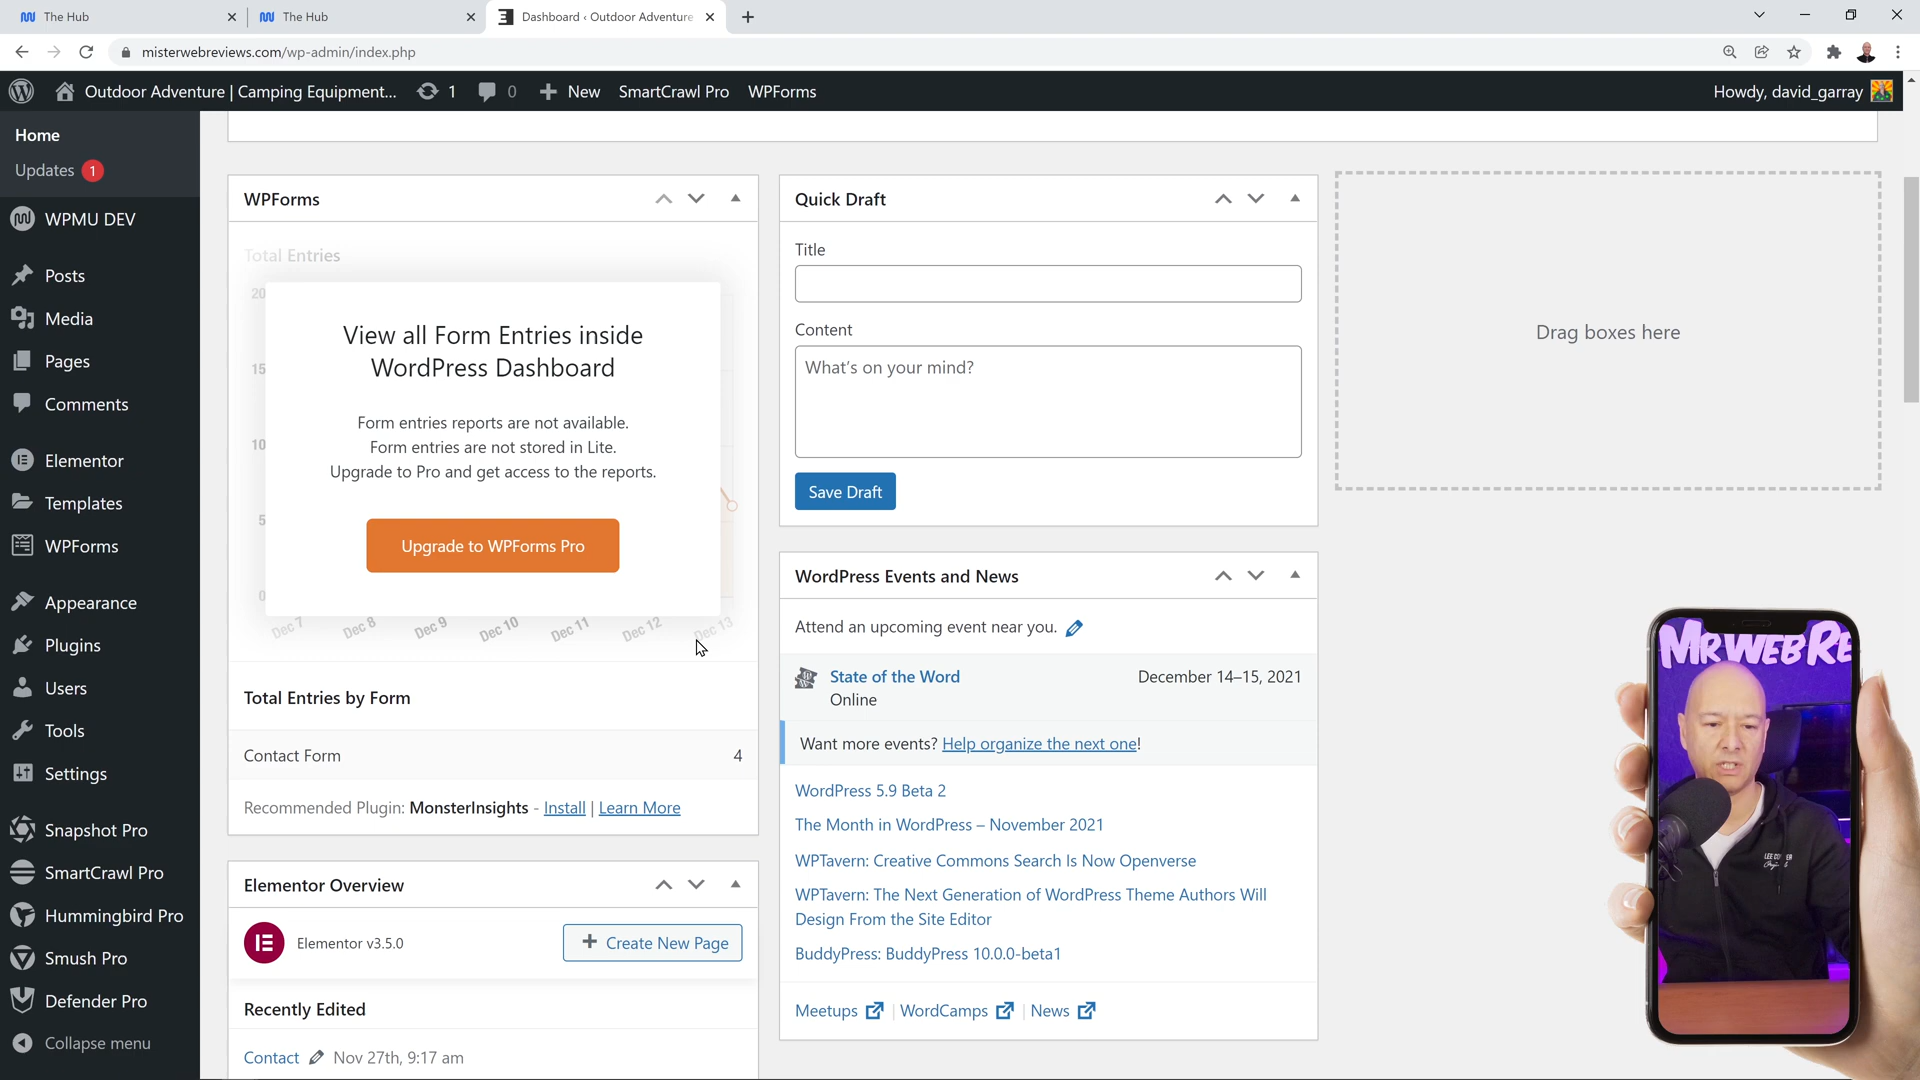 The Hub
The Hub
Dashboard ‹ Outdoor Adventure
misterwebreviews.com/wp-admin/index.php
Outdoor Adventure | Camping Equipment...
1
0
New
SmartCrawl Pro
WPForms
Howdy, david_garray
Home
Updates 1
WPMU DEV
Posts
Media
Pages
Comments
Elementor
Templates
WPForms
Appearance
Plugins
Users
Tools
Settings
Snapshot Pro
SmartCrawl Pro
Hummingbird Pro
Smush Pro
Defender Pro
Collapse menu
WPForms
Total Entries
20
15
10
5
0
View all Form Entries inside
WordPress Dashboard
Form entries reports are not available.
Form entries are not stored in Lite.
Upgrade to Pro and get access to the reports.
Upgrade to WPForms Pro
Dec 7
Dec 8
Dec 9
Dec 10
Dec 11
Dec 12
Dec 13
Total Entries by Form
Contact Form 4
Recommended Plugin: MonsterInsights - Install | Learn More
Elementor Overview
Elementor v3.5.0
+ Create New Page
Recently Edited
Contact Nov 27th, 9:17 am
Quick Draft
Title
Content
What's on your mind?
Save Draft
WordPress Events and News
Attend an upcoming event near you.
State of the Word December 14–15, 2021
Online
Want more events? Help organize the next one!
WordPress 5.9 Beta 2
The Month in WordPress – November 2021
WPTavern: Creative Commons Search Is Now Openverse
WPTavern: The Next Generation of WordPress Theme Authors Will
Design From the Site Editor
BuddyPress: BuddyPress 10.0.0-beta1
Meetups | WordCamps | News
Drag boxes here
MRWEBRE